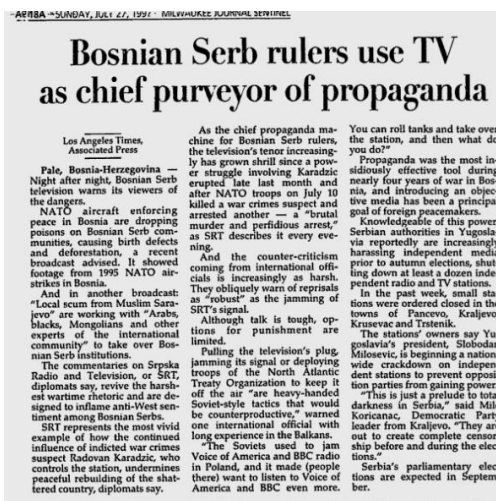 AP18A — SUNDAY, JULY 27, 1997 · MILWAUKEE JOURNAL SENTINEL
Bosnian Serb rulers use TV
as chief purveyor of propaganda
Los Angeles Times,
Associated Press
Pale, Bosnia-Herzegovina —
Night after night, Bosnian Serb
television warns its viewers of
the dangers.
NATO aircraft enforcing
peace in Bosnia are dropping
poisons on Bosnian Serb com-
munities, causing birth defects
and deforestation, a recent
broadcast advised. It showed
footage from 1995 NATO air-
strikes in Bosnia.
And in another broadcast:
"Local scum from Muslim Sara-
jevo" are working with "Arabs,
blacks, Mongolians and other
experts of the international
community" to take over Bos-
nian Serb institutions.
The commentaries on Srpska
Radio and Television, or SRT,
diplomats say, revive the harsh-
est wartime rhetoric and are de-
signed to inflame anti-West sen-
timent among Bosnian Serbs.
SRT represents the most vivid
example of how the continued
influence of indicted war crimes
suspect Radovan Karadzic, who
controls the station, undermines
peaceful rebuilding of the shat-
tered country, diplomats say.
As the chief propaganda ma-
chine for Bosnian Serb rulers,
the television's tenor increasing-
ly has grown shrill since a pow-
er struggle involving Karadzic
erupted late last month and
after NATO troops on July 10
killed a war crimes suspect and
arrested another — a "brutal
murder and perfidious arrest,"
as SRT describes it every eve-
ning.
And the counter-criticism
coming from international offi-
cials is increasingly as harsh.
They obliquely warn of reprisals
as "robust" as the jamming of
SRT's signal.
Although talk is tough, op-
tions for punishment are
limited.
Pulling the television's plug,
jamming its signal or deploying
troops of the North Atlantic
Treaty Organization to keep it
off the air "are heavy-handed
Soviet-style tactics that would
be counterproductive," warned
one international official with
long experience in the Balkans.
"The Soviets used to jam
Voice of America and BBC radio
in Poland, and it made (people
there) want to listen to Voice of
America and BBC even more.
You can roll tanks and take over
the station, and then what do
you do?"
Propaganda was the most in-
sidiously effective tool during
nearly four years of war in Bos-
nia, and introducing an objec-
tive media has been a principal
goal of foreign peacemakers.
Knowledgeable of this power
Serbian authorities in Yugosla-
via reportedly are increasingly
harassing independent media
prior to autumn elections, shut-
ting down at least a dozen inde-
pendent radio and TV stations.
In the past week, small sta-
tions were ordered closed in the
towns of Pancevo, Kraljevo
Krusevac and Trstenik.
The stations' owners say Yu-
goslavia's president, Slobodan
Milosevic, is beginning a nation-
wide crackdown on indepen-
dent stations to prevent opposi-
tion parties from gaining power.
"This is just a prelude to total
darkness in Serbia," said Mil
Koricanac, Democratic Party
leader from Kraljevo. "They are
out to create complete censor-
ship before and during the elec-
tions."
Serbia's parliamentary elec-
tions are expected in Septem-
ber.